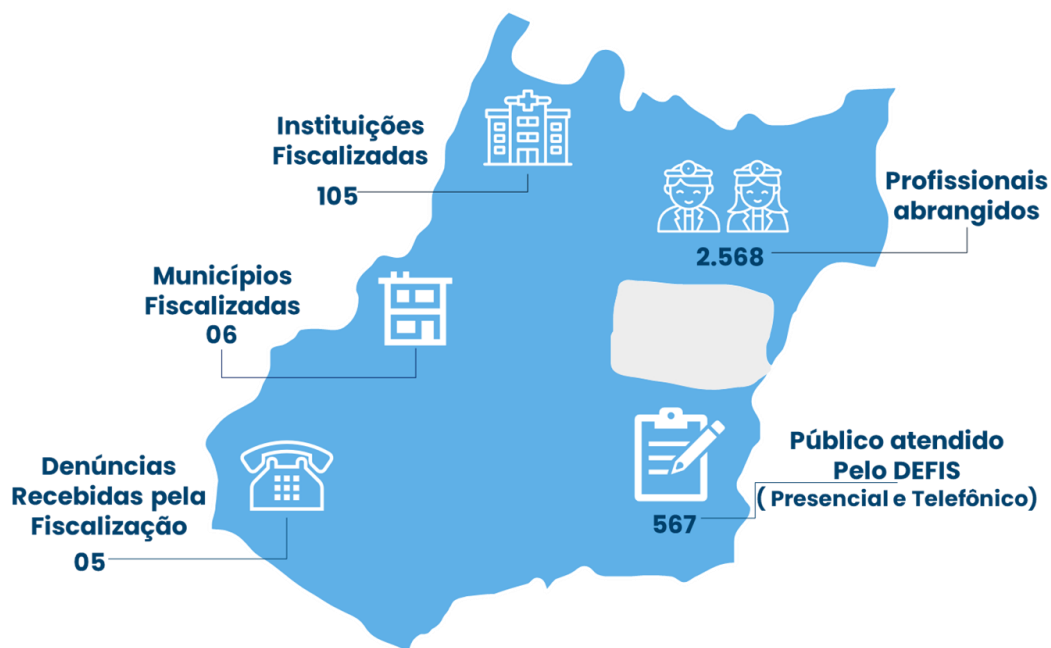 Instituições
Fiscalizadas
105
Profissionais
abrangidos
2.568
Municípios
Fiscalizadas
06
Público atendido
Pelo DEFIS
( Presencial e Telefônico)
567
Denúncias
Recebidas pela
Fiscalização
05